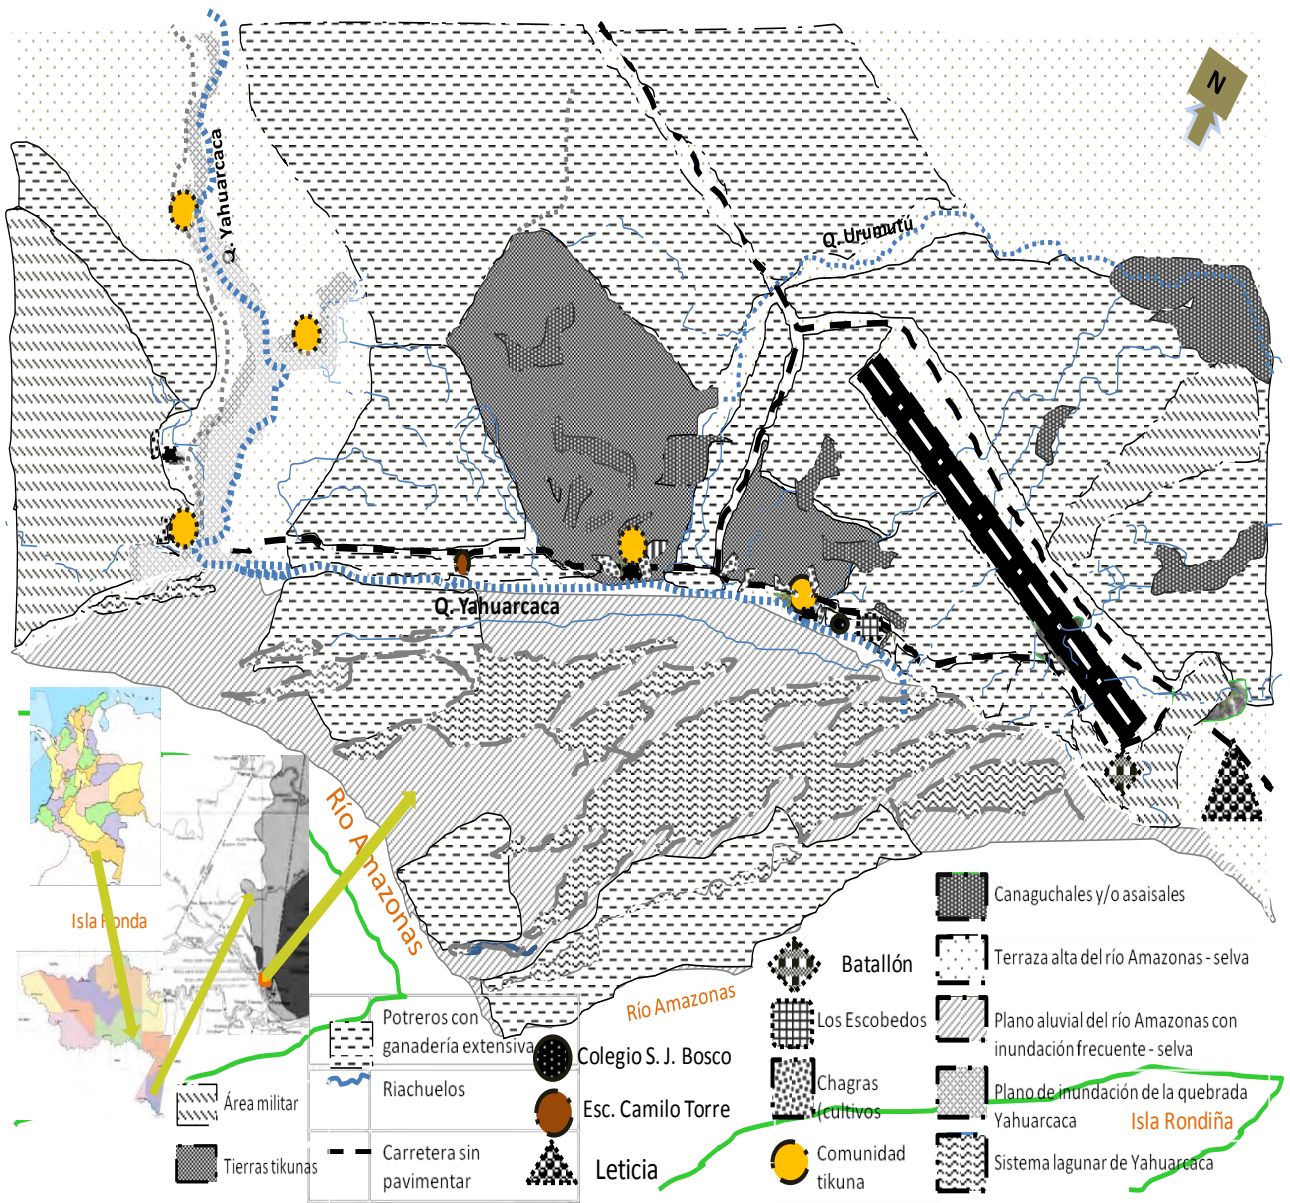 N
Q. Yahuarcaca
Q. Urumutú
Q. Yahuarcaca
Río Amazonas
Isla Ronda
Río Amazonas
Potreros con
ganadería extensiva
Riachuelos
Carretera sin
pavimentar
Área militar
Tierras tikunas
Colegio S. J. Bosco
Esc. Camilo Torre
Leticia
Batallón
Los Escobedos
Chagras
(cultivos
Comunidad
tikuna
Canaguchales y/o asaisales
Terraza alta del río Amazonas - selva
Plano aluvial del río Amazonas con
inundación frecuente - selva
Plano de inundación de la quebrada
Yahuarcaca
Isla Rondiña
Sistema lagunar de Yahuarcaca